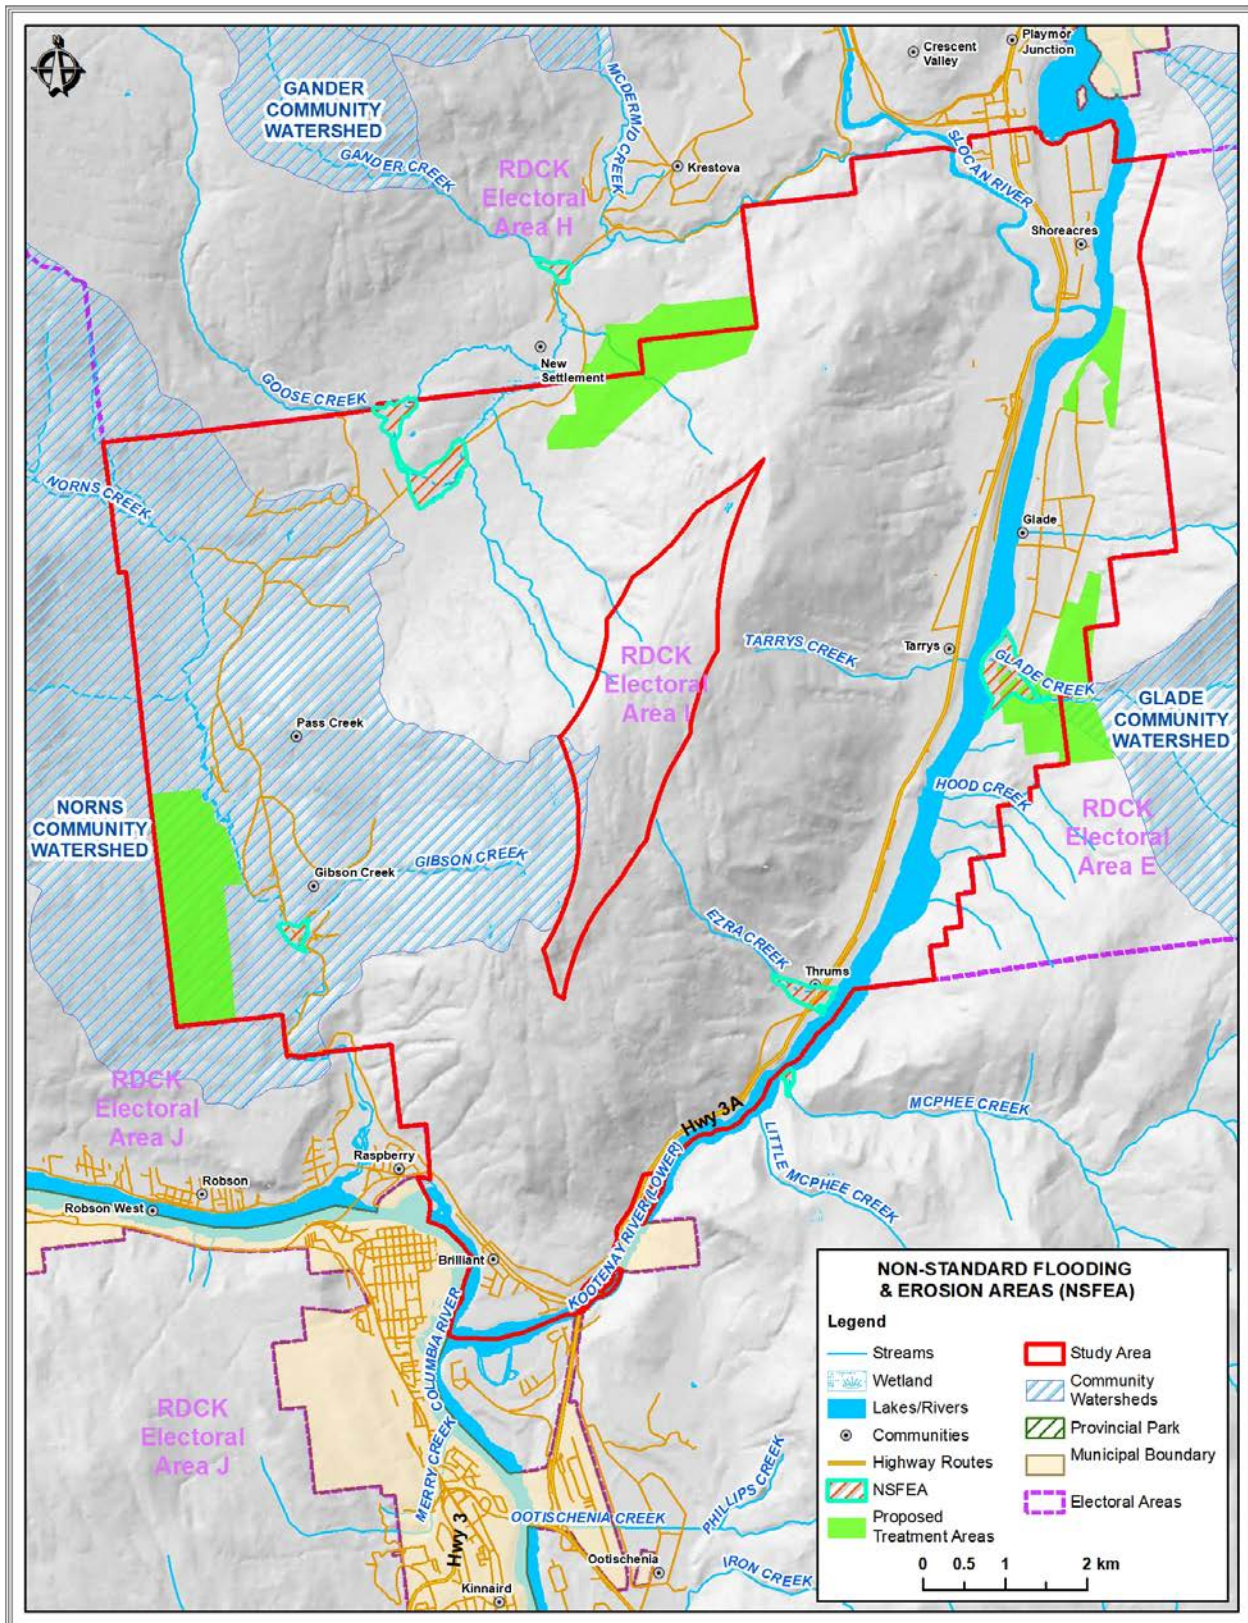 N
Crescent
Valley
Playmor
Junction
GANDER
COMMUNITY
WATERSHED
MCDERMID CREEK
GANDER CREEK
RDCK
Electoral
Area H
Krestova
SLOCAN RIVER
Shoreacres
New
Settlement
GOOSE CREEK
NORNS CREEK
Glade
TARRYS CREEK
Tarrys
RDCK
Electoral
Area I
GLADE CREEK
GLADE
COMMUNITY
WATERSHED
Pass Creek
HOOD CREEK
NORNS
COMMUNITY
WATERSHED
RDCK
Electoral
Area E
GIBSON CREEK
Gibson Creek
EZRA CREEK
Thrums
RDCK
Electoral
Area J
MCPHEE CREEK
Hwy 3A
LITTLE MCPHEE CREEK
Raspberry
Robson
Robson West
KOOTENAY RIVER (LOWER)
Brilliant
COLUMBIA RIVER
RDCK
Electoral
Area J
MERRY CREEK
PHILLIPS CREEK
OOTISCHENIA CREEK
Hwy 3
Ootischenia
IRON CREEK
Kinnaird
NON-STANDARD FLOODING
& EROSION AREAS (NSFEA)
Legend
Streams
Wetland
Lakes/Rivers
Communities
Highway Routes
NSFEA
Proposed
Treatment Areas
Study Area
Community
Watersheds
Provincial Park
Municipal Boundary
Electoral Areas
0 0.5 1 2 km